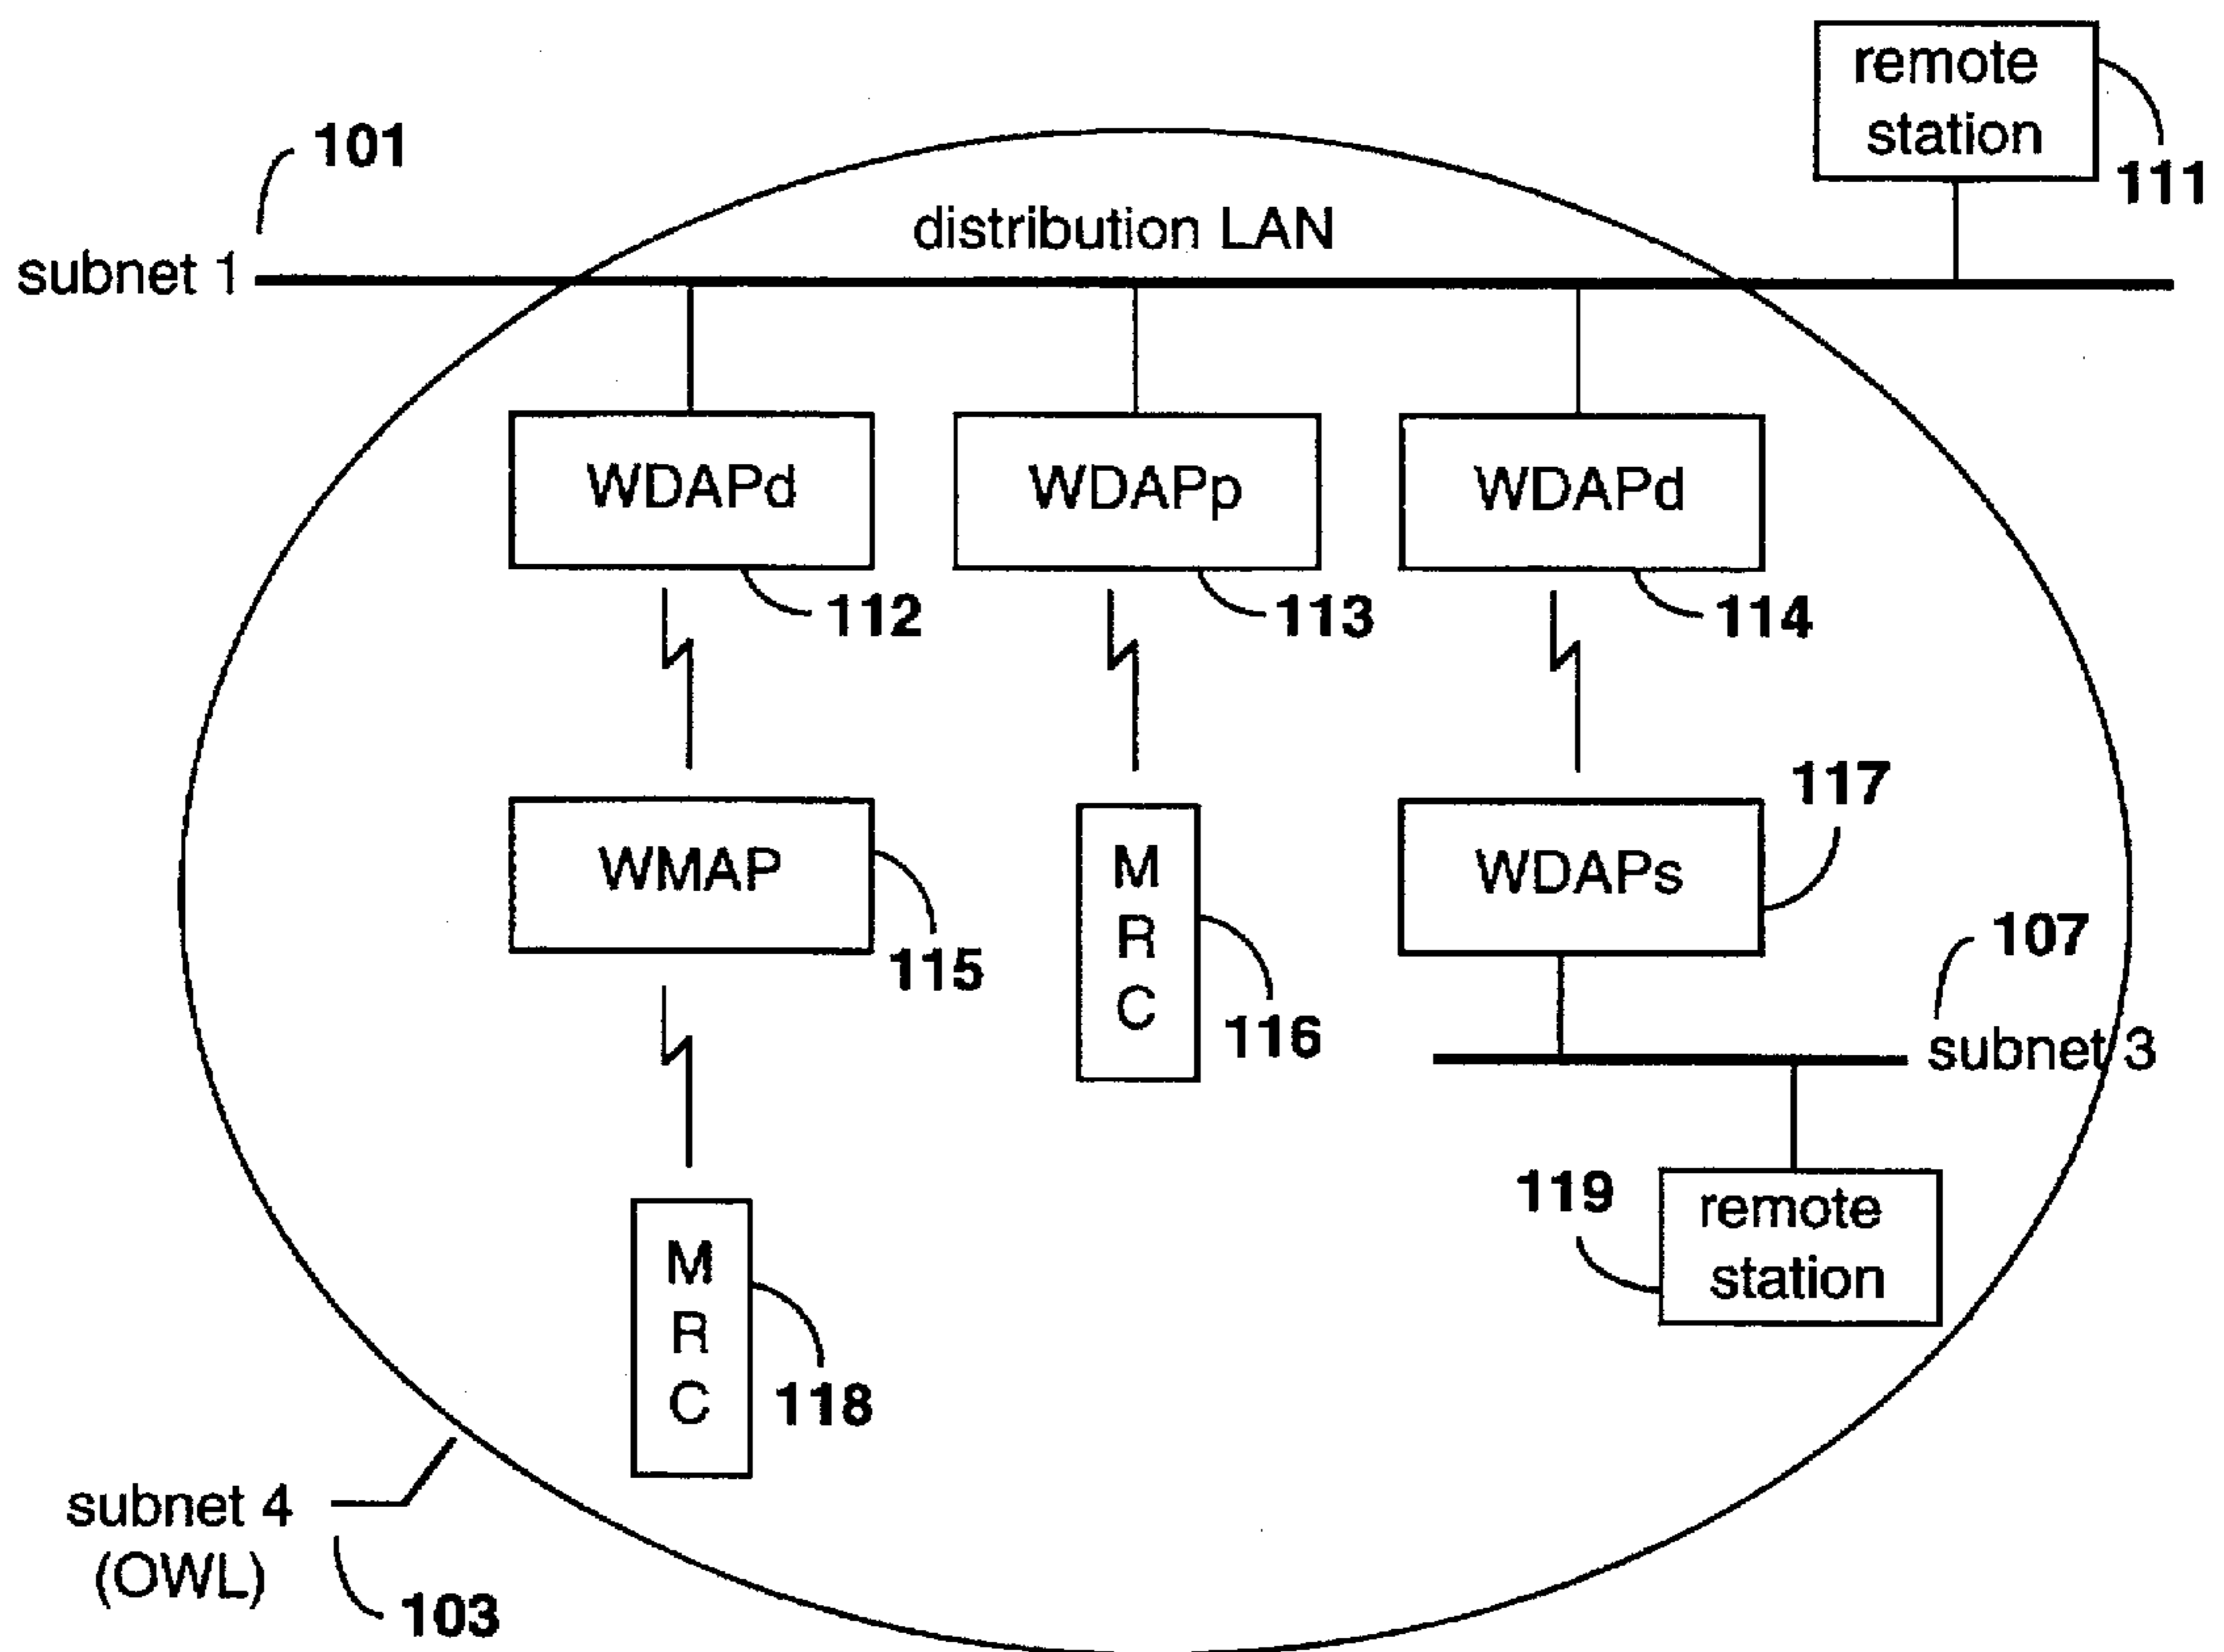 remote
station
111
101
distribution LAN
subnet 1
WDAPd
WDAPp
WDAPd
112
113
114
117
WMAP
M
R
C
WDAPs
107
115
116
subnet 3
119
remote
station
M
R
C
118
subnet 4
(OWL)
103